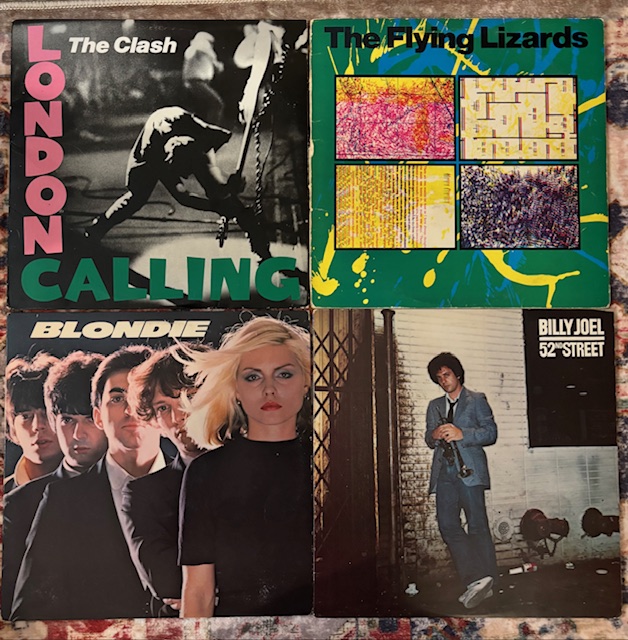 The Clash
LONDON
CALLING
The Flying Lizards
BLONDIE
BILLY JOEL
52ND STREET